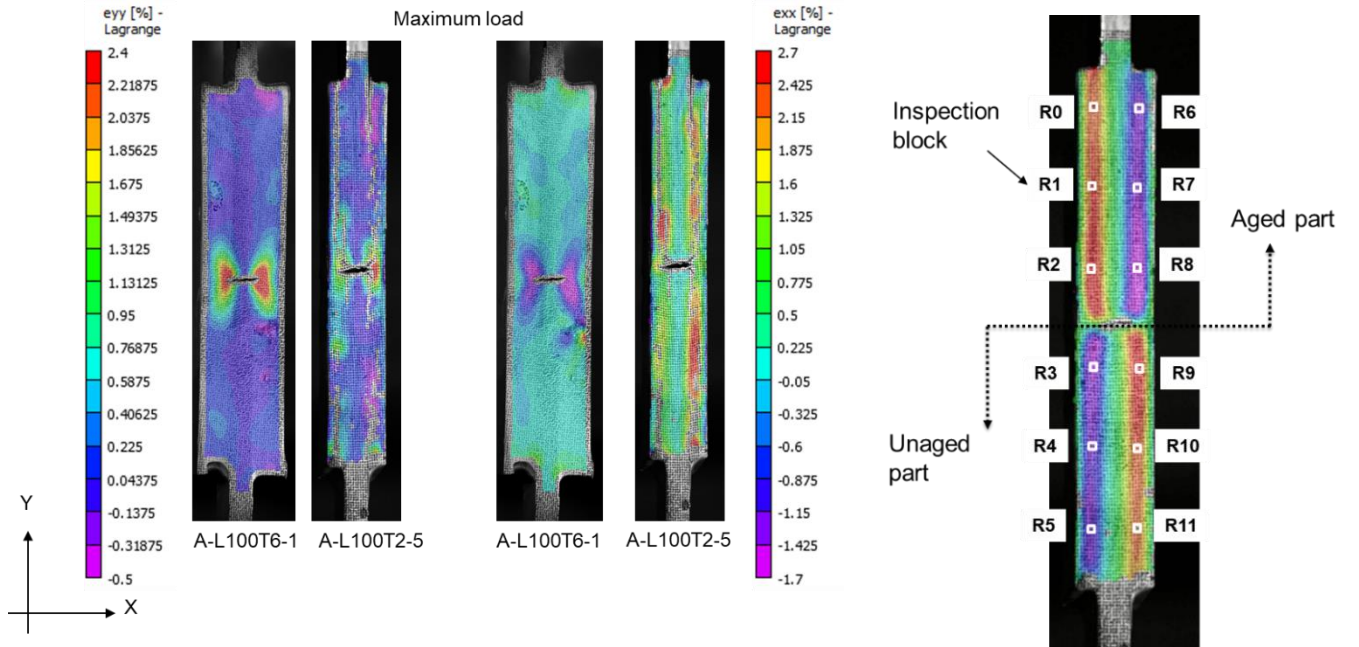 eyy [%] -
Lagrange
2.4
2.21875
2.0375
1.85625
1.675
1.49375
1.3125
1.13125
0.95
0.76875
0.5875
0.40625
0.225
0.04375
-0.1375
-0.31875
-0.5
Maximum load
A-L100T6-1
A-L100T2-5
A-L100T6-1
A-L100T2-5
exx [%] -
Lagrange
2.7
2.425
2.15
1.875
1.6
1.325
1.05
0.775
0.5
0.225
-0.05
-0.325
-0.6
-0.875
-1.15
-1.425
-1.7
Y
X
Inspection
block
R0
R6
R1
R7
R2
R8
Aged part
R3
R9
Unaged
part
R4
R10
R5
R11